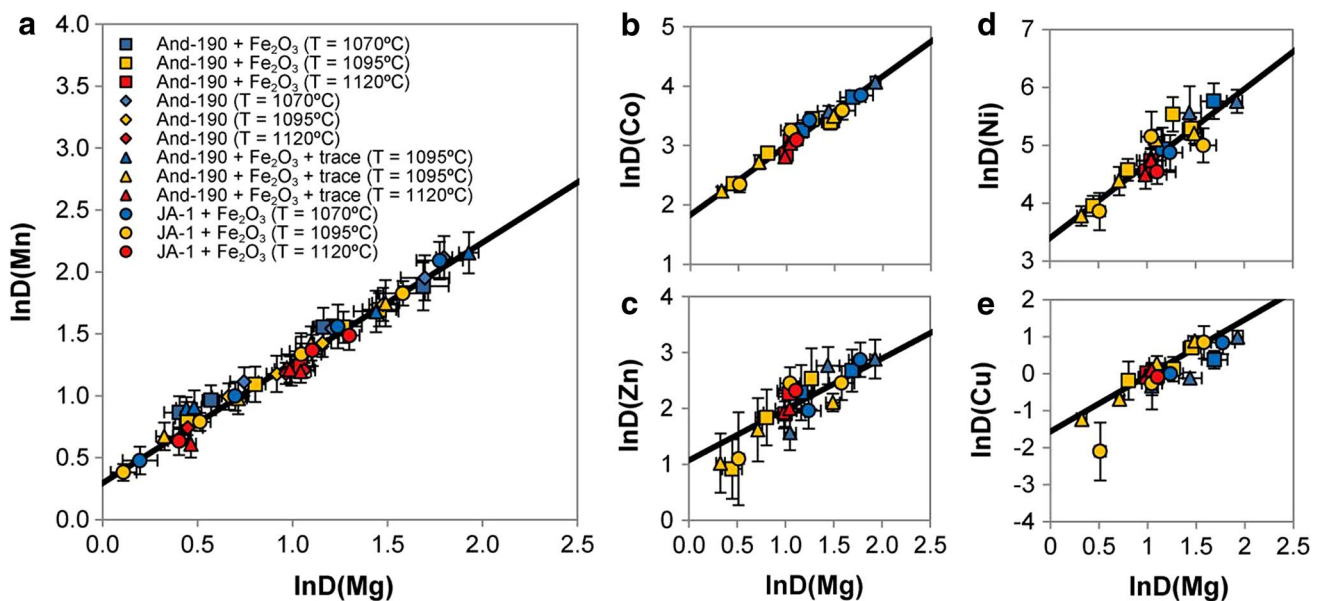 a
4.0
3.5
3.0
2.5
2.0
1.5
1.0
0.5
0.0
lnD(Mn)
And-190 + Fe₂O₃ (T = 1070ºC)
And-190 + Fe₂O₃ (T = 1095ºC)
And-190 + Fe₂O₃ (T = 1120ºC)
And-190 (T = 1070ºC)
And-190 (T = 1095ºC)
And-190 (T = 1120ºC)
And-190 + Fe₂O₃ + trace (T = 1095ºC)
And-190 + Fe₂O₃ + trace (T = 1095ºC)
And-190 + Fe₂O₃ + trace (T = 1120ºC)
JA-1 + Fe₂O₃ (T = 1070ºC)
JA-1 + Fe₂O₃ (T = 1095ºC)
JA-1 + Fe₂O₃ (T = 1120ºC)
0.0 0.5 1.0 1.5 2.0 2.5
lnD(Mg)
b
5
4
3
2
1
lnD(Co)
c
4
3
2
1
0
lnD(Zn)
0.0 0.5 1.0 1.5 2.0 2.5
lnD(Mg)
d
7
6
5
4
3
lnD(Ni)
e
2
1
0
-1
-2
-3
-4
lnD(Cu)
0 0.5 1 1.5 2 2.5
lnD(Mg)